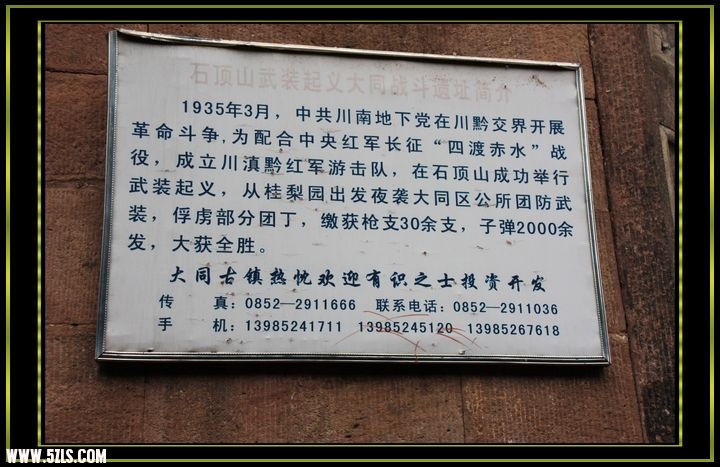 石顶山武装起义大同战斗遗址简介
1935年3月，中共川南地下党在川黔交界开展
革命斗争,为配合中央红军长征“四渡赤水”战
役，成立川滇黔红军游击队，在石顶山成功举行
武装起义，从桂梨园出发夜袭大同区公所团防武
装，俘虏部分团丁，缴获枪支30余支，子弹2000余
发，大获全胜。
大同古镇热忱欢迎有识之士投资开发
传 真：0852—2911666 联系电话：0852—2911036
手 机：13985241711 13985245120 13985267618
WWW.5ZLS.COM